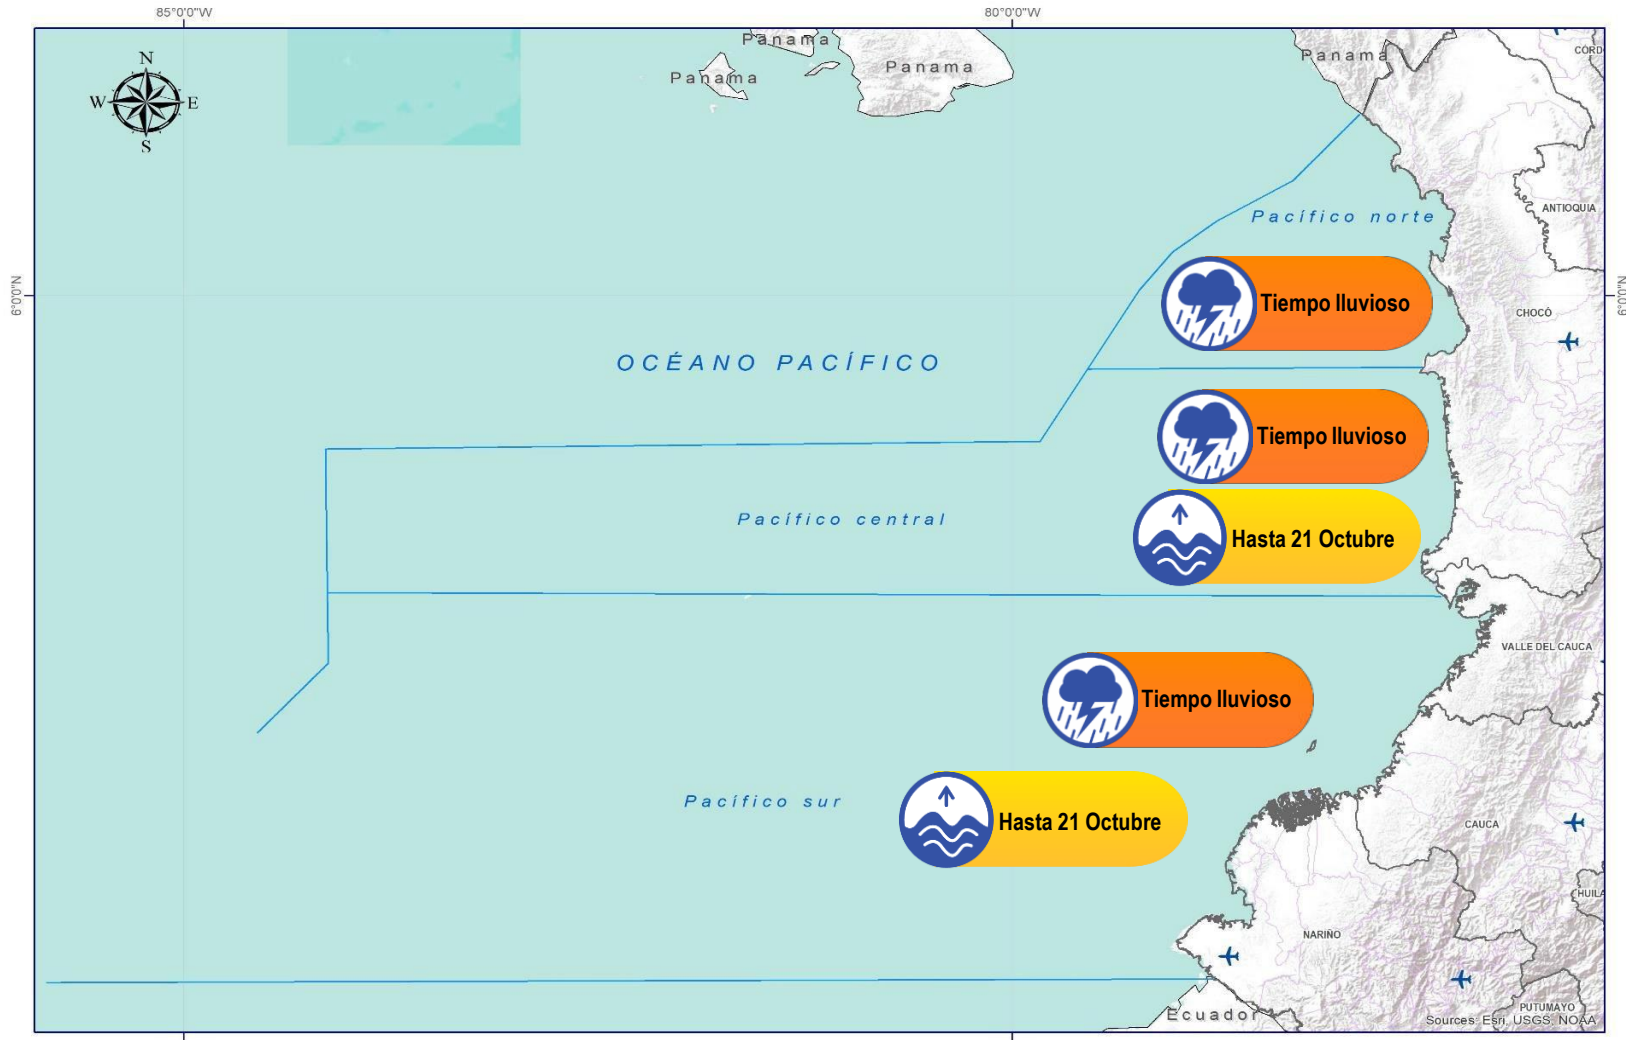 85°0'0"W
80°0'0"W
N
W
E
S
Panama
Panama
Panama
Panama
CÓRD
ANTIOQUIA
Pacífico norte
6°0'0"N
6°0'0"N
Tiempo lluvioso
CHOCÓ
OCÉANO PACÍFICO
Tiempo lluvioso
Pacífico central
Hasta 21 Octubre
VALLE DEL CAUCA
Tiempo lluvioso
Pacífico sur
Hasta 21 Octubre
CAUCA
HUILA
NARIÑO
PUTUMAYO
Ecuador
Sources: Esri, USGS, NOAA